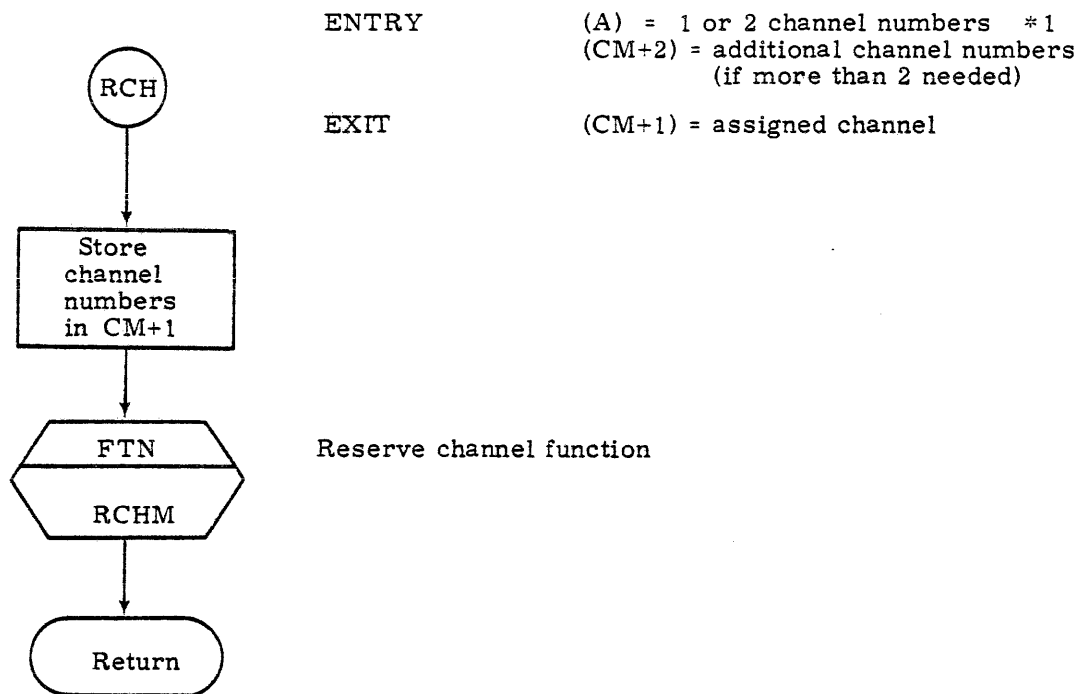 ENTRY (A) = 1 or 2 channel numbers *1
(CM+2) = additional channel numbers
(if more than 2 needed)
RCH
EXIT (CM+1) = assigned channel
Store
channel
numbers
in CM+1
FTN Reserve channel function
RCHM
Return